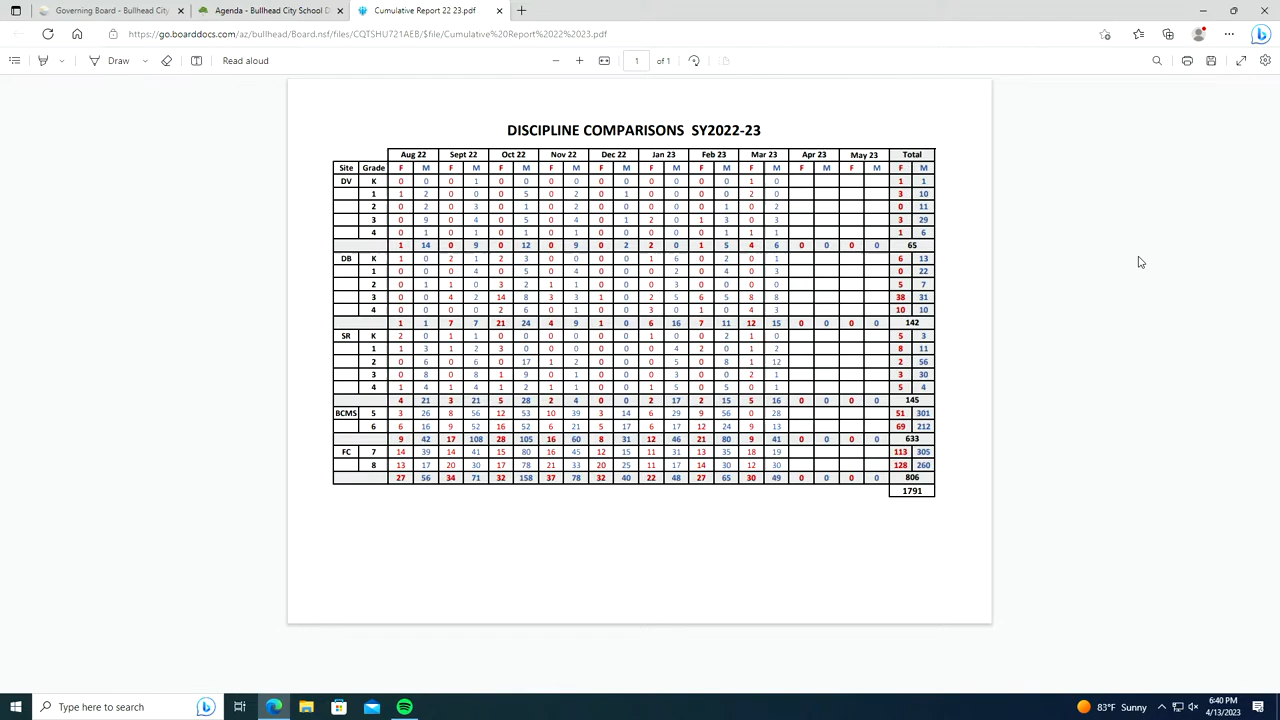 Governing Board - Bullhead City
Agenda - Bullhead City School D
Cumulative Report 22 23.pdf
https://go.boarddocs.com/az/bullhead/Board.nsf/files/CQTSHU721AEB/$file/Cumulative%20Report%2022%2023.pdf
Draw
Read aloud
1 of 1
DISCIPLINE COMPARISONS SY2022-23
Aug 22 Sept 22 Oct 22 Nov 22 Dec 22 Jan 23 Feb 23 Mar 23 Apr 23 May 23 Total
Site Grade F M F M F M F M F M F M F M F M F M F M F M
DV K 0 0 0 1 0 0 0 0 0 0 0 0 0 0 1 0 1 1
1 1 2 0 0 0 5 0 2 0 1 0 0 0 0 2 0 3 10
2 0 2 0 3 0 1 0 2 0 0 0 0 0 1 0 2 0 11
3 0 9 0 4 0 5 0 4 0 1 2 0 1 3 0 3 3 29
4 0 1 0 1 0 1 0 1 0 0 0 0 0 1 1 1 1 6
1 14 0 9 0 12 0 9 0 2 2 0 1 5 4 6 0 0 0 0 65
DB K 1 0 2 1 2 3 0 0 0 0 1 6 0 2 0 1 6 13
1 0 0 0 4 0 5 0 4 0 0 0 2 0 4 0 3 0 22
2 0 1 1 0 3 2 1 1 0 0 0 3 0 0 0 0 5 7
3 0 0 4 2 14 8 3 3 1 0 2 5 6 5 8 8 38 31
4 0 0 0 0 2 6 0 1 0 0 3 0 1 0 4 3 10 10
1 1 7 7 21 24 4 9 1 0 6 16 7 11 12 15 0 0 0 0 142
SR K 2 0 1 1 0 0 0 0 0 0 1 0 0 2 1 0 5 3
1 1 3 1 2 3 0 0 0 0 0 0 4 2 0 1 2 8 11
2 0 6 0 6 0 17 1 2 0 0 0 5 0 8 1 12 2 56
3 0 8 0 8 1 9 0 1 0 0 0 3 0 0 2 1 3 30
4 1 4 1 4 1 2 1 1 0 0 1 5 0 5 0 1 5 4
4 21 3 21 5 28 2 4 0 0 2 17 2 15 5 16 0 0 0 0 145
BCMS 5 3 26 8 56 12 53 10 39 3 14 6 29 9 56 0 28 51 301
6 6 16 9 52 16 52 6 21 5 17 6 17 12 24 9 13 69 212
9 42 17 108 28 105 16 60 8 31 12 46 21 80 9 41 0 0 0 0 633
FC 7 14 39 14 41 15 80 16 45 12 15 11 31 13 35 18 19 113 305
8 13 17 20 30 17 78 21 33 20 25 11 17 14 30 12 30 128 260
27 56 34 71 32 158 37 78 32 40 22 48 27 65 30 49 0 0 0 0 806
1791
Type here to search
83°F Sunny
6:40 PM
4/13/2023